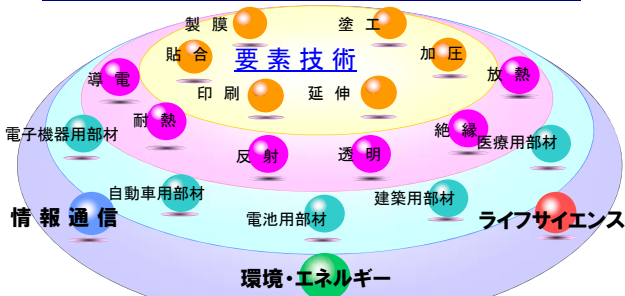 製膜
塗工
貼合
要素技術
加圧
導電
放熱
印刷
延伸
耐熱
絶縁
電子機器用部材
反射
透明
医療用部材
自動車用部材
建築用部材
情報通信
電池用部材
ライフサイエンス
環境・エネルギー